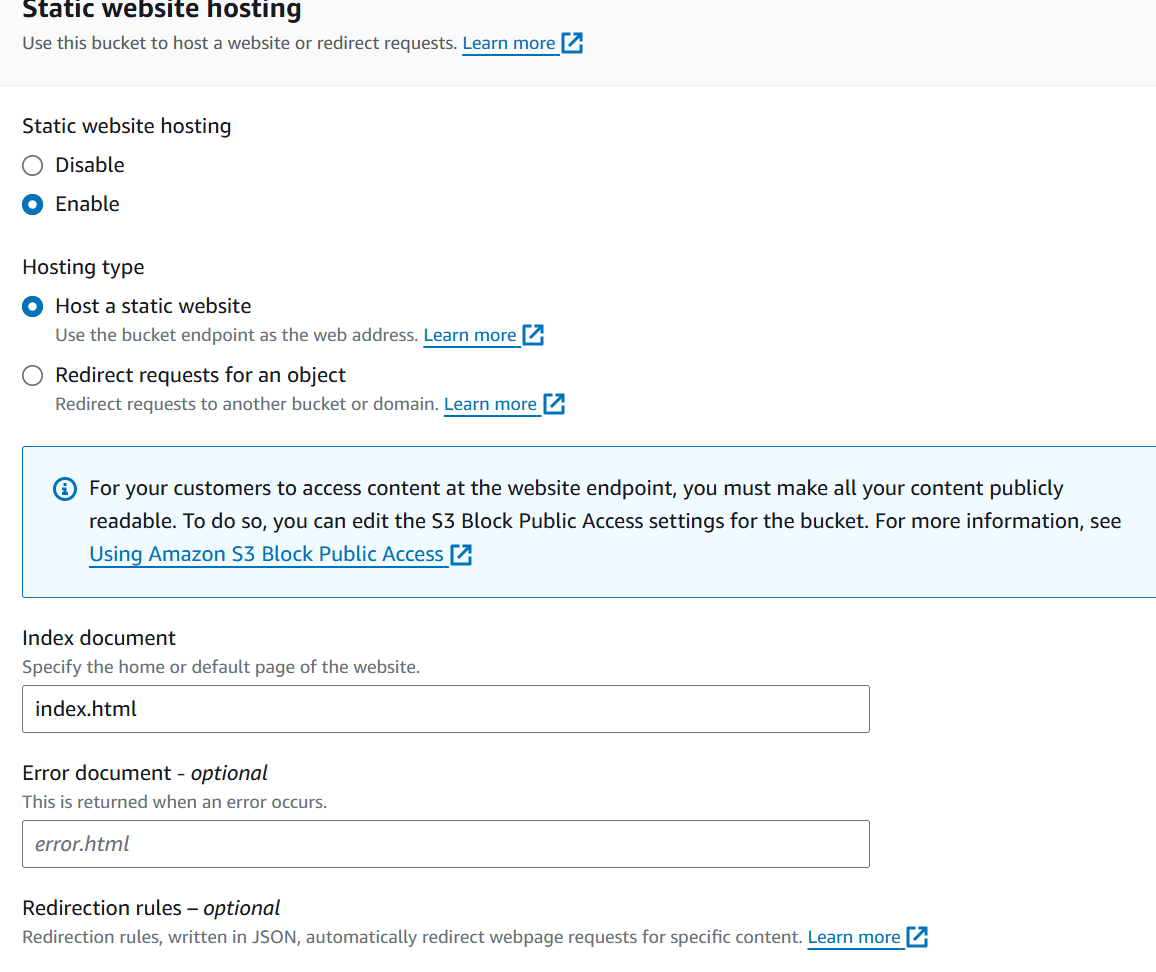 Static website hosting
Use this bucket to host a website or redirect requests. Learn more
Static website hosting
Disable
Enable
Hosting type
Host a static website
Use the bucket endpoint as the web address. Learn more
Redirect requests for an object
Redirect requests to another bucket or domain. Learn more
For your customers to access content at the website endpoint, you must make all your content publicly
readable. To do so, you can edit the S3 Block Public Access settings for the bucket. For more information, see
Using Amazon S3 Block Public Access
Index document
Specify the home or default page of the website.
index.html
Error document - optional
This is returned when an error occurs.
error.html
Redirection rules – optional
Redirection rules, written in JSON, automatically redirect webpage requests for specific content. Learn more